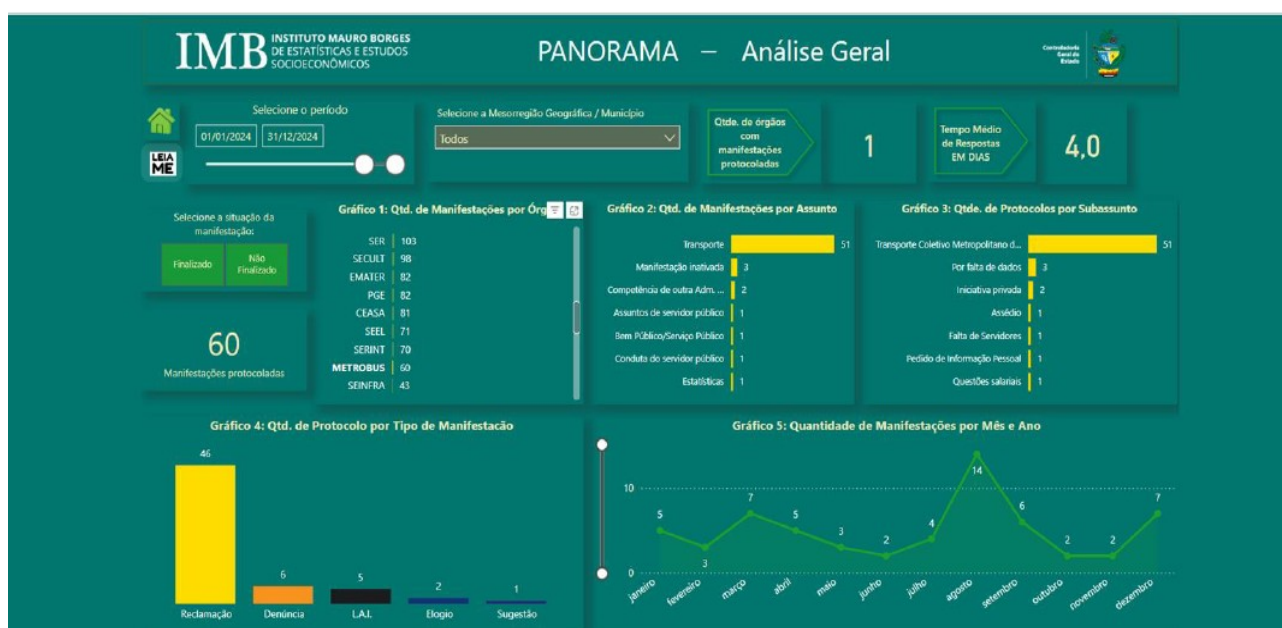 IMB INSTITUTO MAURO BORGES
DE ESTATÍSTICAS E ESTUDOS
SOCIOECONÔMICOS
PANORAMA – Análise Geral
Controladoria
Geral do
Estado
Selecione o período
01/01/2024 31/12/2024
LEIA
ME
Selecione a Mesorregião Geográfica / Município
Todos
Qtde. de órgãos
com
manifestações
protocoladas
1
Tempo Médio
de Respostas
EM DIAS
4,0
Selecione a situação da
manifestação:
Finalizado
Não
Finalizado
60
Manifestações protocoladas
Gráfico 1: Qtd. de Manifestações por Órg
SER 103
SECULT 98
EMATER 82
PGE 82
CEASA 81
SEEL 71
SERINT 70
METROBUS 60
SEINFRA 43
Gráfico 2: Qtd. de Manifestações por Assunto
Transporte 51
Manifestação inativada 3
Competência de outra Adm. ... 2
Assuntos de servidor público 1
Bem Público/Serviço Público 1
Conduta do servidor público 1
Estatísticas 1
Gráfico 3: Qtde. de Protocolos por Subassunto
Transporte Coletivo Metropolitano d... 51
Por falta de dados 3
Iniciativa privada 2
Assédio 1
Falta de Servidores 1
Pedido de Informação Pessoal 1
Questões salariais 1
Gráfico 4: Qtd. de Protocolo por Tipo de Manifestacão
46
6
5
2
1
Reclamação Denúncia L.A.I. Elogio Sugestão
Gráfico 5: Quantidade de Manifestações por Mês e Ano
10
0
5 3 7 5 3 2 4 14 6 2 2 7
janeiro fevereiro março abril maio junho julho agosto setembro outubro novembro dezembro